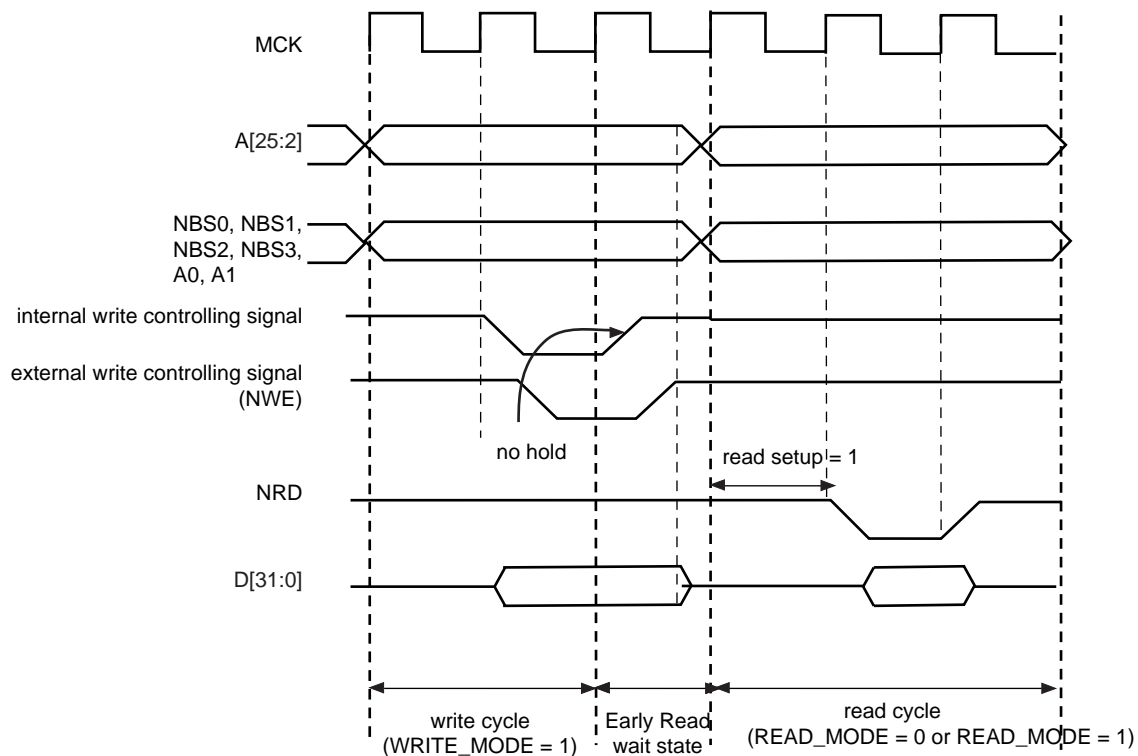 MCK
A[25:2]
NBS0, NBS1,
NBS2, NBS3,
A0, A1
internal write controlling signal
external write controlling signal
(NWE)
no hold
read setup = 1
NRD
D[31:0]
write cycle
(WRITE_MODE = 1)
Early Read
wait state
read cycle
(READ_MODE = 0 or READ_MODE = 1)